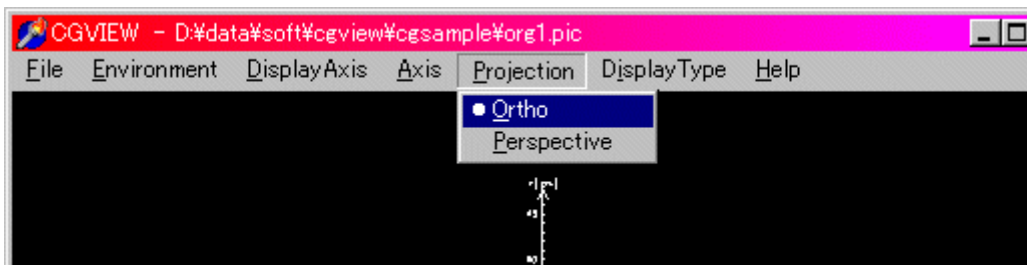 CGVIEW - D:¥data¥soft¥cgview¥cgsample¥org1.pic
File Environment DisplayAxis Axis Projection DisplayType Help
Ortho
Perspective